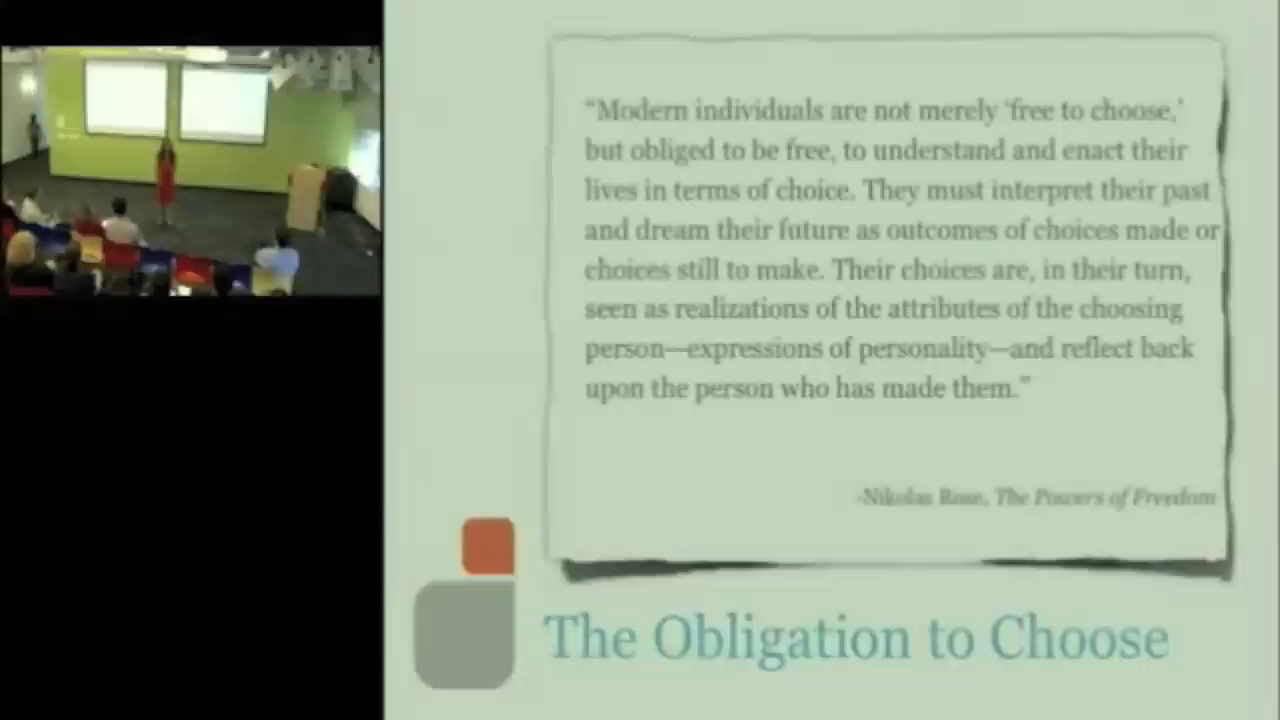 “Modern individuals are not merely ‘free to choose,’
but obliged to be free, to understand and enact their
lives in terms of choice. They must interpret their past
and dream their future as outcomes of choices made or
choices still to make. Their choices are, in their turn,
seen as realizations of the attributes of the choosing
person—expressions of personality—and reflect back
upon the person who has made them.”
-Nikolas Rose, The Powers of Freedom
The Obligation to Choose